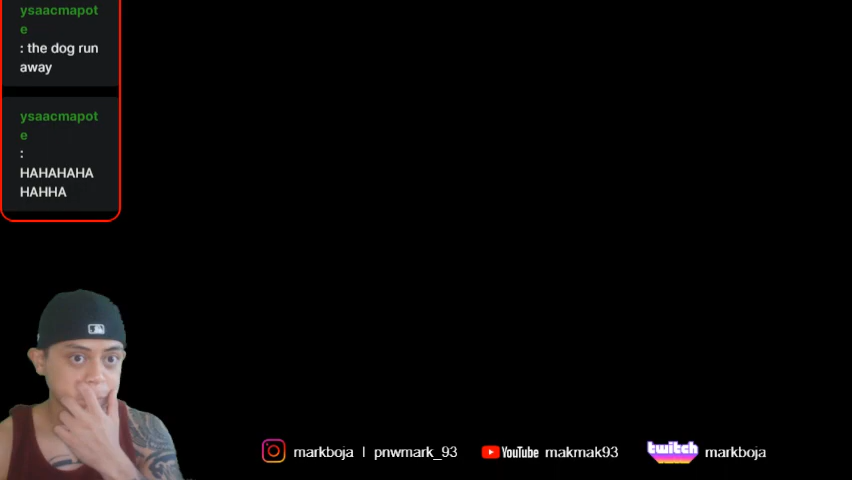 ysaacmapot
e
: the dog run
away
ysaacmapot
e
:
HAHAHAHA
HAHHA
markboja | pnwmark_93 YouTube makmak93 twitch markboja